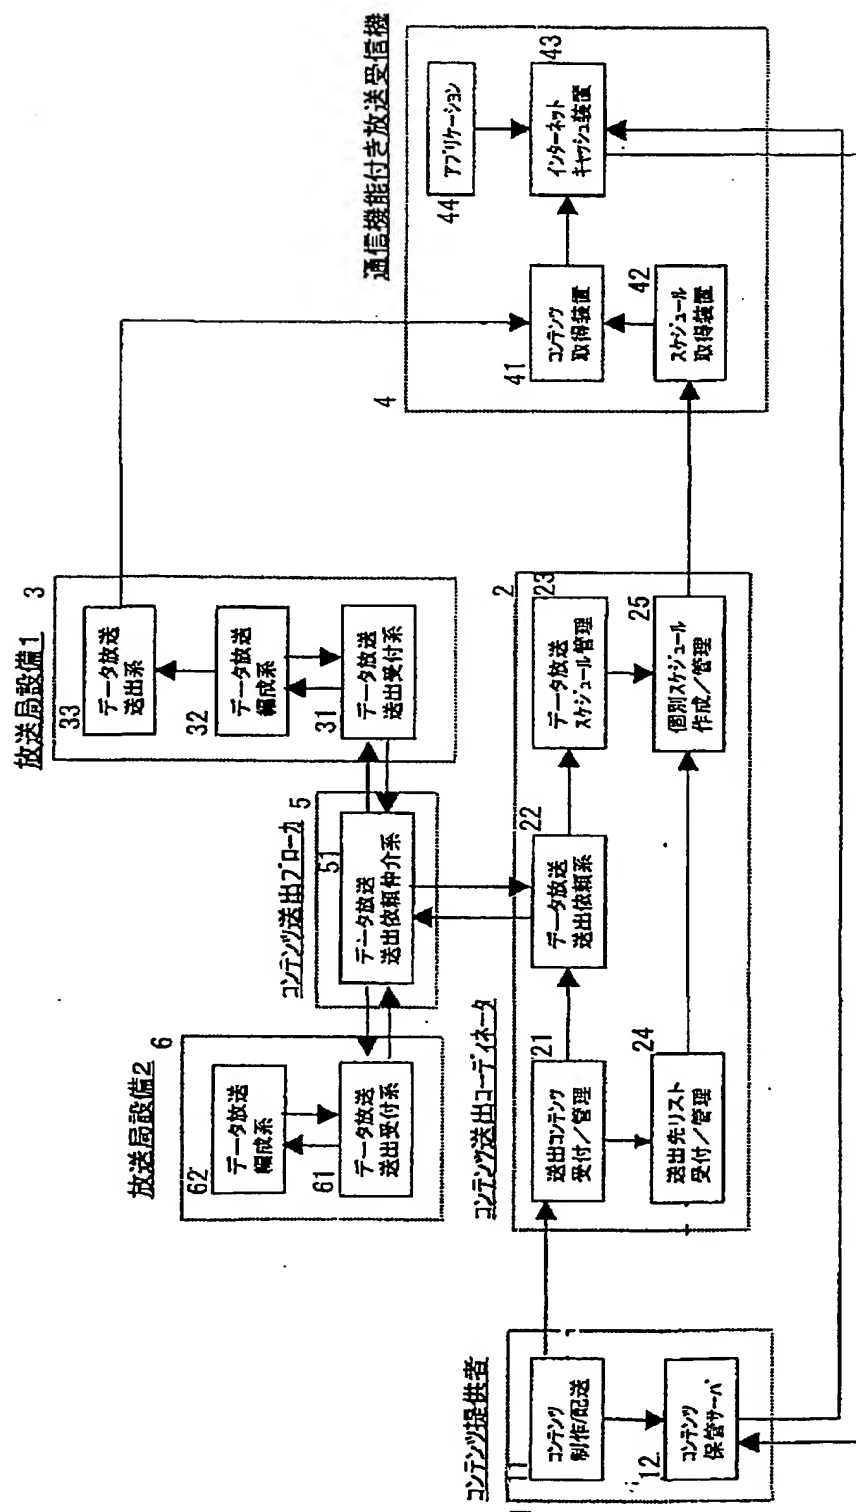 放送局設備1
3
33
データ放送
送出系
32
データ放送
編成系
31
データ放送
送出受付系
通信機能付き放送受信機
4
44
アプリケーション
43
インターネット
キャッシュ装置
41
コンテンツ
取得装置
42
スケジュール
取得装置
放送局設備2
6
62
データ放送
編成系
61
データ放送
送出受付系
コンテンツ送出ブローカ
5
51
データ放送
送出依頼仲介系
コンテンツ送出コーディネータ
2
21
送出コンテンツ
受付/管理
22
データ放送
送出依頼系
23
データ放送
スケジュール管理
24
送出先リスト
受付/管理
25
個別スケジュール
作成/管理
コンテンツ提供者
11
コンテンツ
制作/配送
12
コンテンツ
保管サーバ